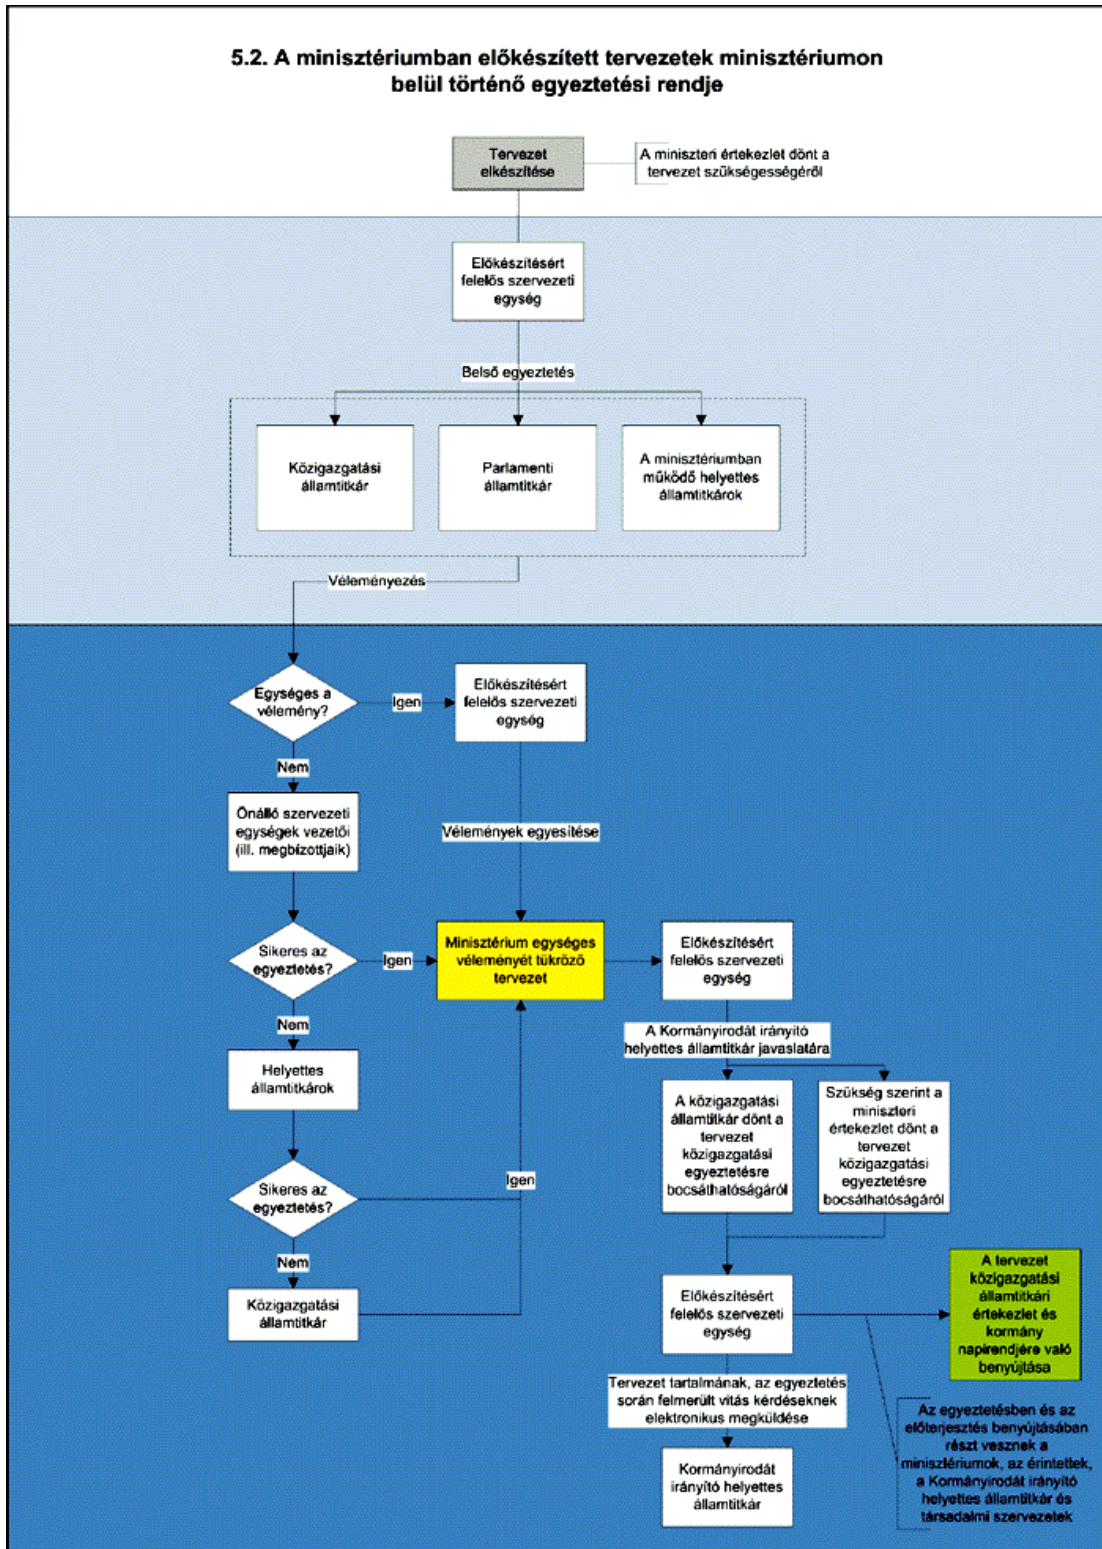 5.2. A minisztériumban előkészített tervezetek minisztériumon
belül történő egyeztetési rendje
Tervezet
elkészítése
A miniszteri értekezlet dönt a
tervezet szükségességéről
Előkészítésért
felelős szervezeti
egység
Belső egyeztetés
Közigazgatási
államtitkár
Parlamenti
államtitkár
A minisztériumban
működő helyettes
államtitkárok
Véleményezés
Egységes a
vélemény?
Igen
Előkészítésért
felelős szervezeti
egység
Nem
Önálló szervezeti
egységek vezetői
(ill. megbízottjaik)
Vélemények egyesítése
Sikeres az
egyeztetés?
Igen
Minisztérium egységes
véleményét tükröző
tervezet
Előkészítésért
felelős szervezeti
egység
Nem
A Kormányirodát irányító
helyettes államtitkár javaslatára
Helyettes
államtitkárok
A közigazgatási
államtitkár dönt a
tervezet
közigazgatási
egyeztetésre
bocsáthatóságáról
Szükség szerint a
miniszteri
értekezlet dönt a
tervezet
közigazgatási
egyeztetésre
bocsáthatóságáról
Sikeres az
egyeztetés?
Igen
Nem
Közigazgatási
államtitkár
Előkészítésért
felelős szervezeti
egység
A tervezet
közigazgatási
államtitkári
értekezlet és
kormány
napirendjére való
benyújtása
Tervezet tartalmának, az egyeztetés
során felmerült vitás kérdéseknek
elektronikus megküldése
Az egyeztetésben és az
előterjesztés benyújtásában
részt vesznek a
minisztériumok, az érintettek,
a Kormányirodát irányító
helyettes államtitkár és
társadalmi szervezetek
Kormányirodát
irányító helyettes
államtitkár